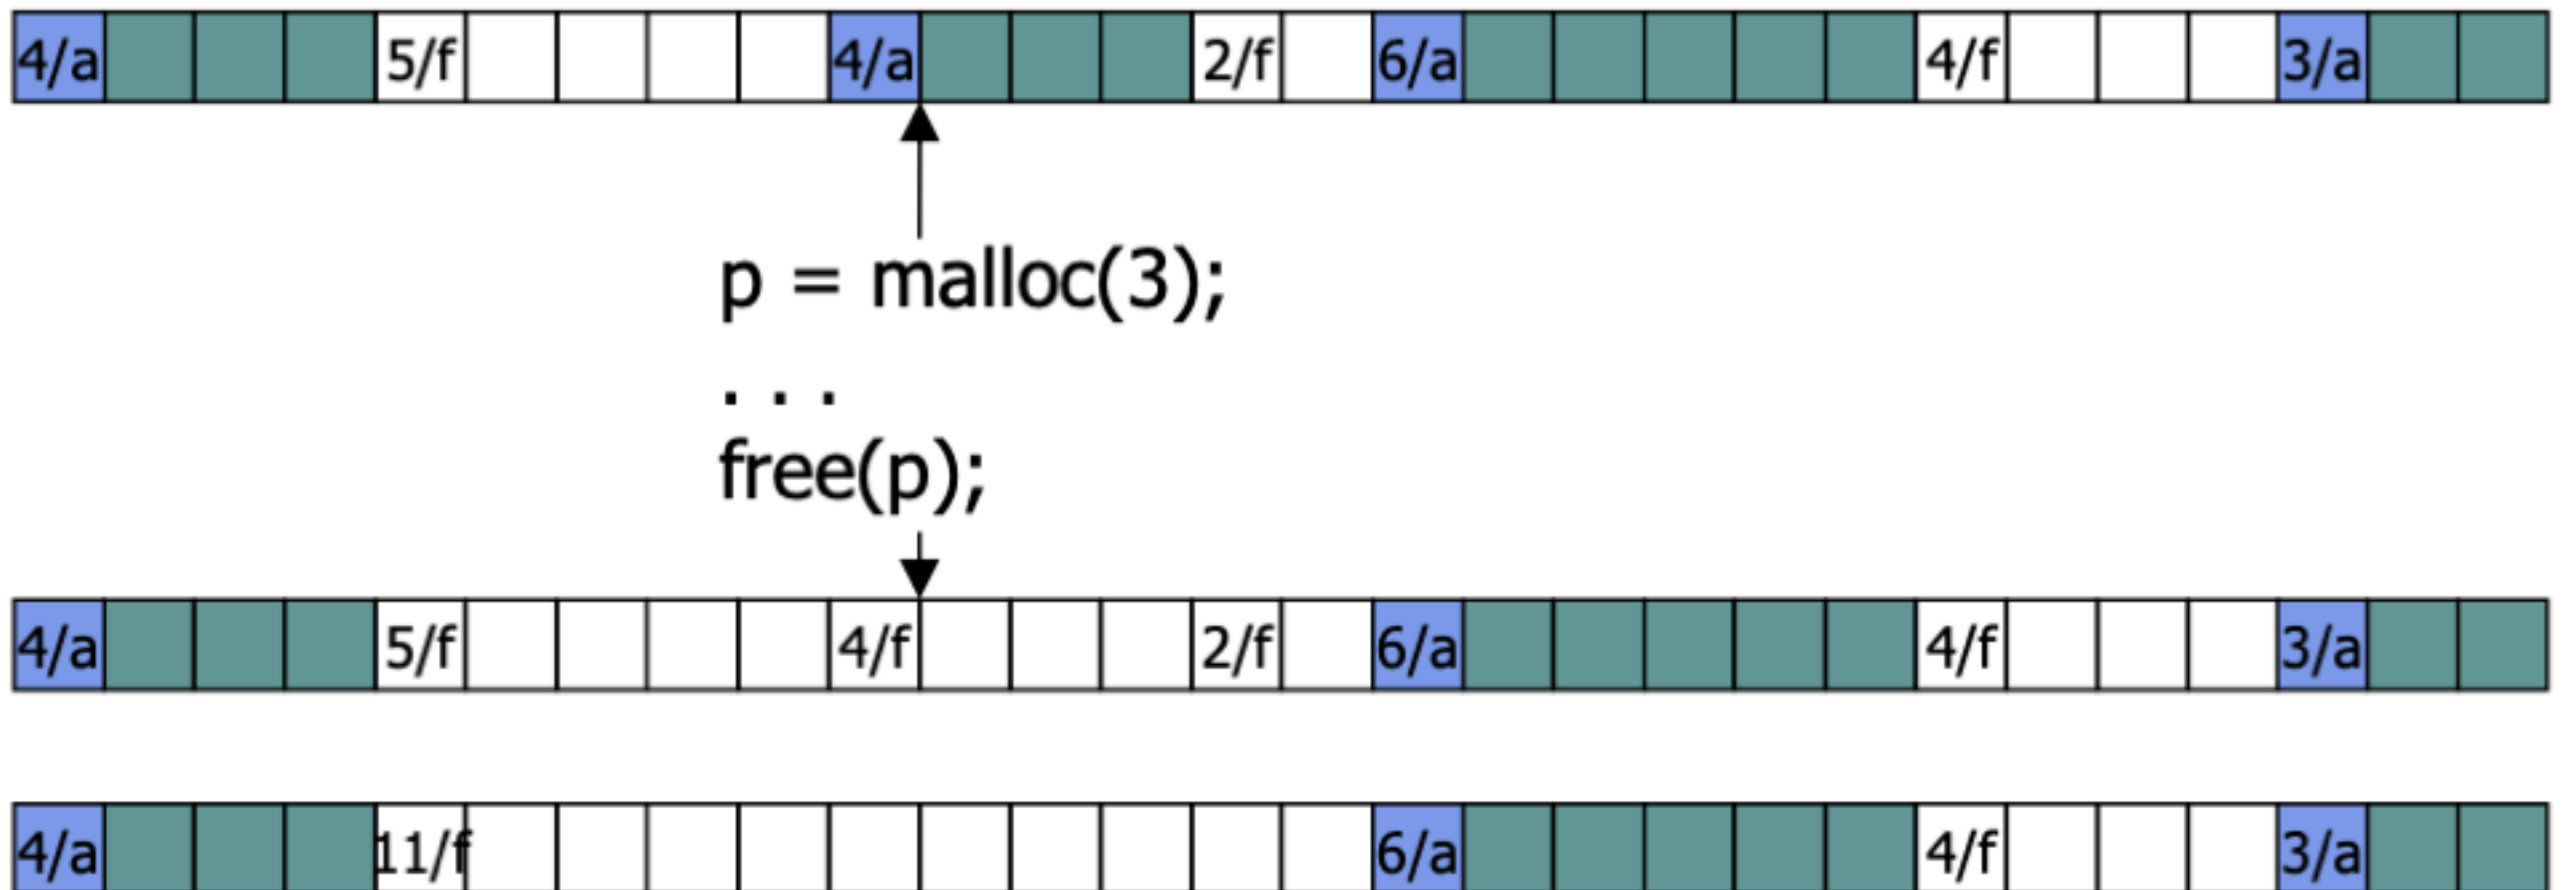 4/a 5/f 4/a 2/f 6/a 4/f 3/a
p = malloc(3);
. . .
free(p);
4/a 5/f 4/f 2/f 6/a 4/f 3/a
4/a 11/f 6/a 4/f 3/a